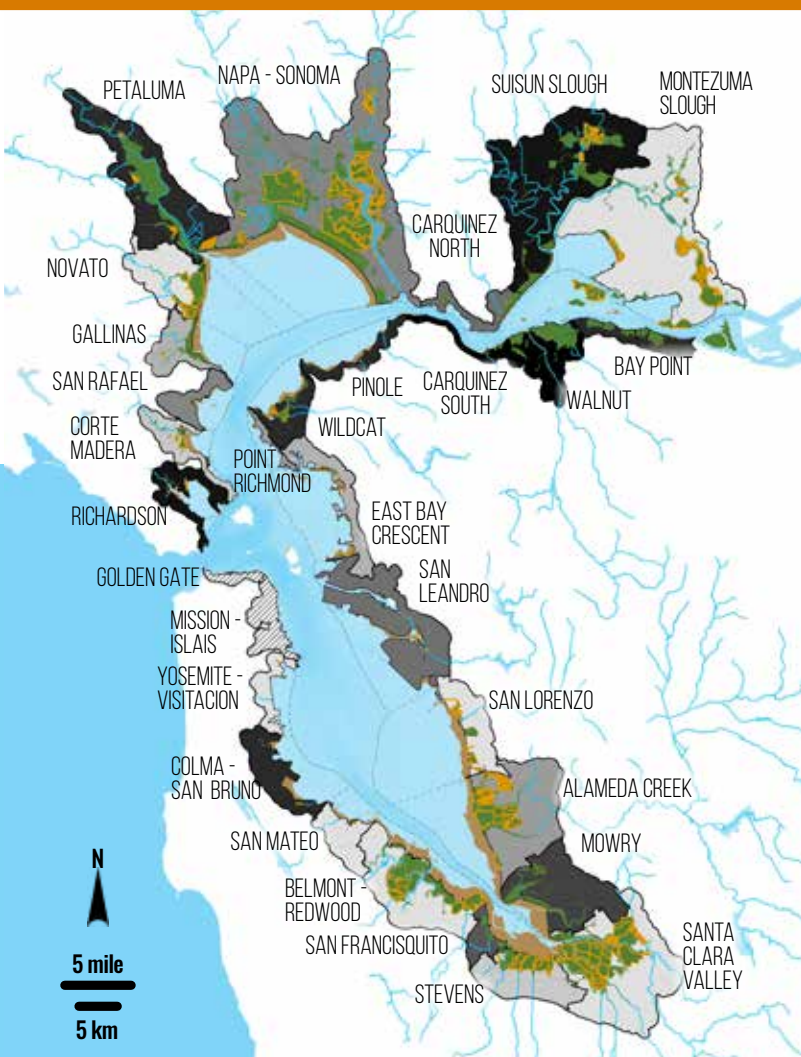 NAPA - SONOMA
PETALUMA
SUISUN SLOUGH
MONTEZUMA
SLOUGH
CARQUINEZ
NORTH
NOVATO
GALLINAS
SAN RAFAEL
CORTE
MADERA
RICHARDSON
PINOLE
CARQUINEZ
SOUTH
BAY POINT
WALNUT
WILDCAT
POINT
RICHMOND
EAST BAY
CRESCENT
GOLDEN GATE
SAN
LEANDRO
MISSION -
ISLAIS
YOSEMITE -
VISITACION
SAN LORENZO
COLMA -
SAN BRUNO
ALAMEDA CREEK
SAN MATEO
MOWRY
BELMONT -
REDWOOD
SAN FRANCISQUITO
SANTA
CLARA
VALLEY
STEVENS
N
5 mile
5 km